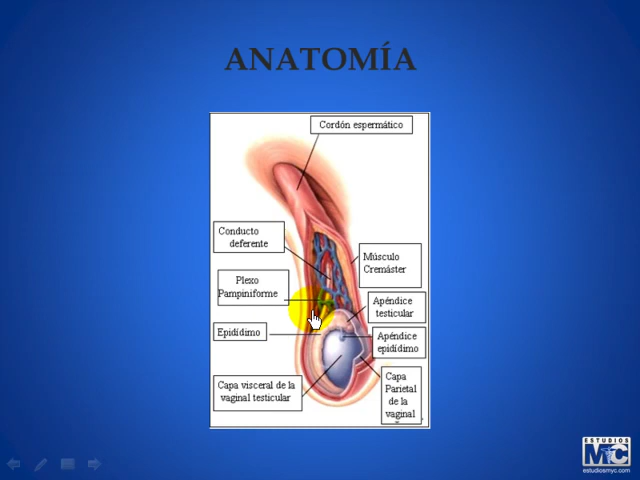 ANATOMÍA
Cordón espermático
Conducto
deferente
Músculo
Cremáster
Plexo
Pampiniforme
Apéndice
testicular
Epidídimo
Apéndice
epidídimo
Capa visceral de la
vaginal testicular
Capa
Parietal
de la
vaginal
ESTUDIOS
MyC
estudiosmyc.com